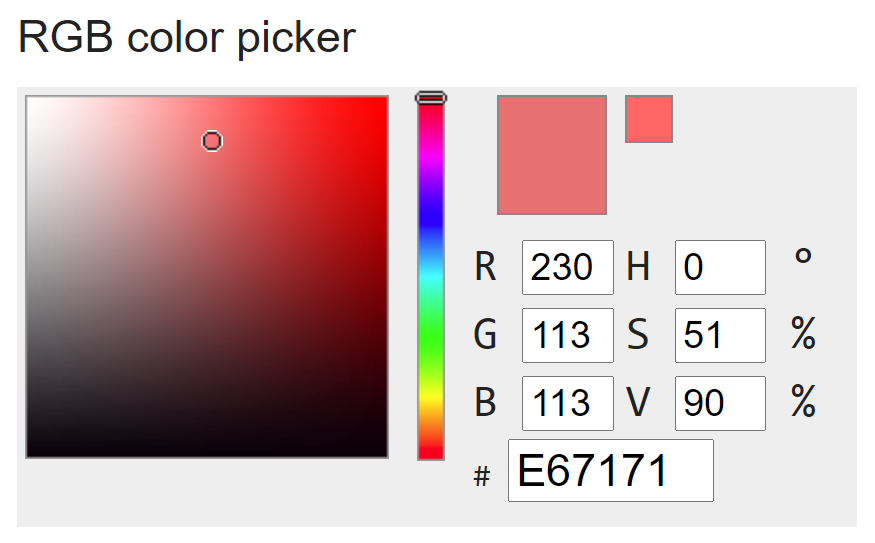 RGB color picker
R 230 H 0 º
G 113 S 51 %
B 113 V 90 %
# E67171